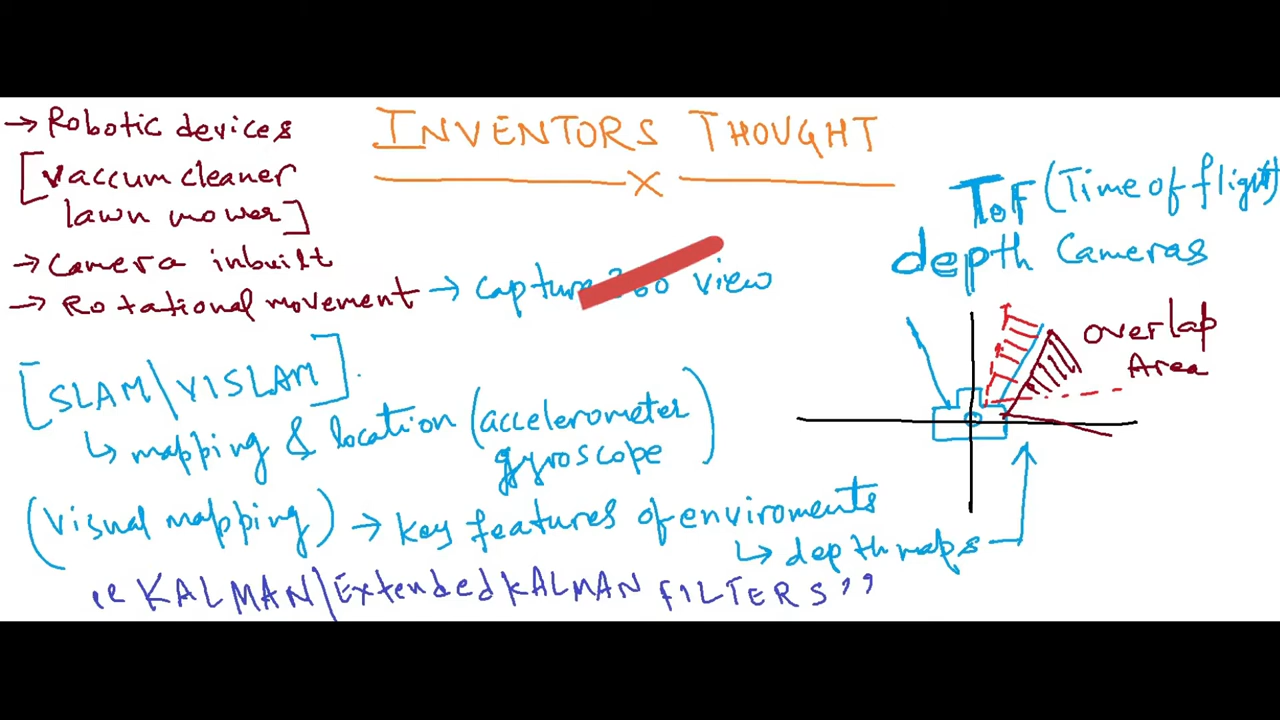 INVENTORS THOUGHT
x
→ Robotic devices
[vaccum cleaner
lawn mower]
→ Camera inbuilt
→ Rotational movement → capture 360 view
[SLAM\VISLAM].
↳ mapping & location (accelerometer
gyroscope)
(visual mapping) → key features of enviroments
↳ depth maps
“KALMAN\Extended KALMAN FILTERS”
ToF (Time of flight)
depth Cameras
overlap
Area